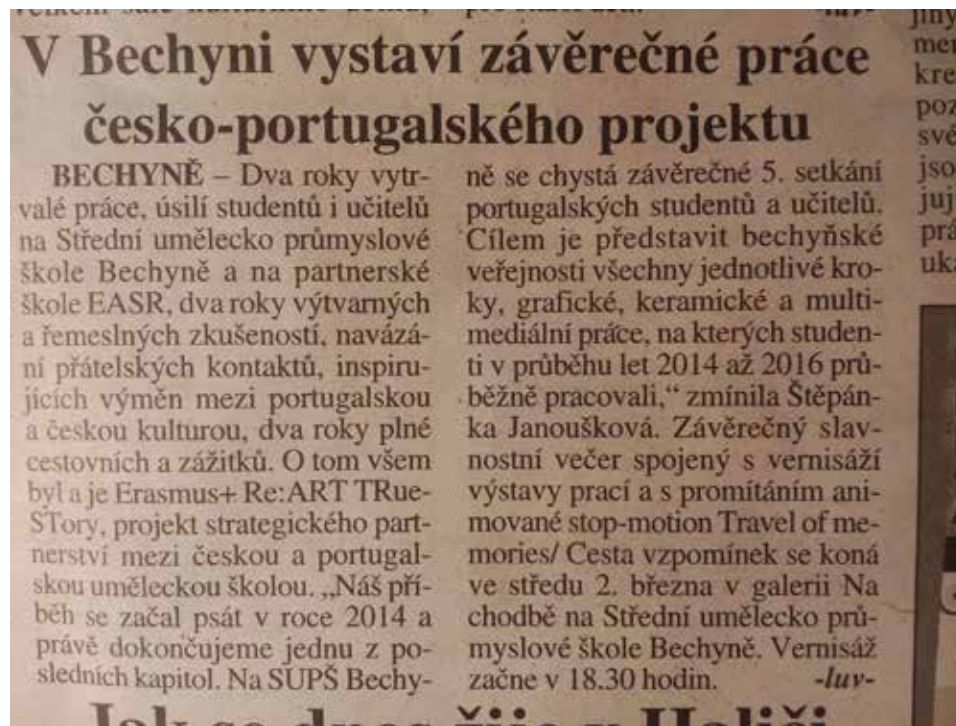 V Bechyni vystaví závěrečné práce
česko-portugalského projektu
BECHYNĚ – Dva roky vytr-
valé práce, úsilí studentů i učitelů
na Střední umělecko průmyslové
škole Bechyně a na partnerské
škole EASR, dva roky výtvarných
a řemeslných zkušeností, navázá-
ní přátelských kontaktů, inspiru-
jících výměn mezi portugalskou
a českou kulturou, dva roky plné
cestovních a zážitků. O tom všem
byl a je Erasmus+ Re:ART TRue-
STory, projekt strategického part-
nerství mezi českou a portugal-
skou uměleckou školou. „Náš pří-
běh se začal psát v roce 2014 a
právě dokončujeme jednu z po-
sledních kapitol. Na SUPŠ Bechy-
ně se chystá závěrečné 5. setkání
portugalských studentů a učitelů.
Cílem je představit bechyňské
veřejnosti všechny jednotlivé kro-
ky, grafické, keramické a multi-
mediální práce, na kterých studen-
ti v průběhu let 2014 až 2016 prů-
běžně pracovali,“ zmínila Štěpán-
ka Janoušková. Závěrečný slav-
nostní večer spojený s vernisáží
výstavy prací a s promítáním ani-
mované stop-motion Travel of me-
mories/ Cesta vzpomínek se koná
ve středu 2. března v galerii Na
chodbě na Střední umělecko prů-
myslové škole Bechyně. Vernisáž
začne v 18.30 hodin. -luv-